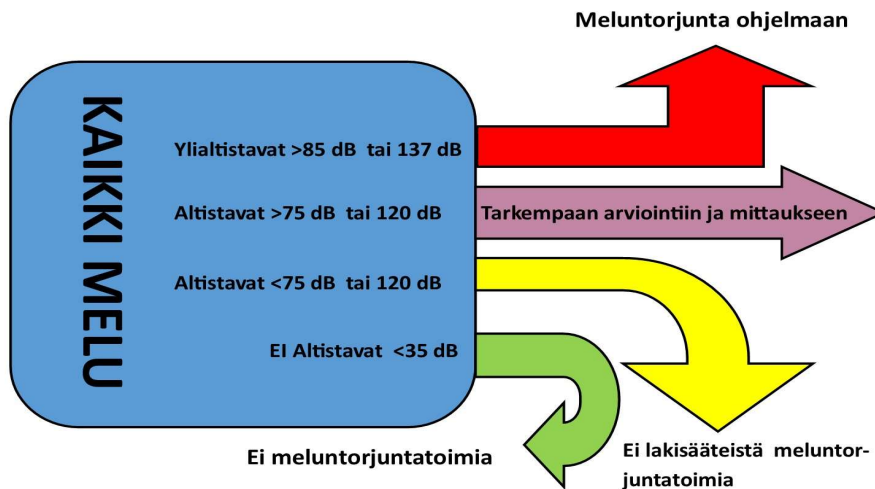 Meluntorjunta ohjelmaan
KAIKKI MELU
Ylialtistavat >85 dB tai 137 dB
Altistavat >75 dB tai 120 dB
Tarkempaan arviointiin ja mittaukseen
Altistavat <75 dB tai 120 dB
EI Altistavat <35 dB
Ei meluntorjuntatoimia
Ei lakisääteistä meluntor-
juntatoimia